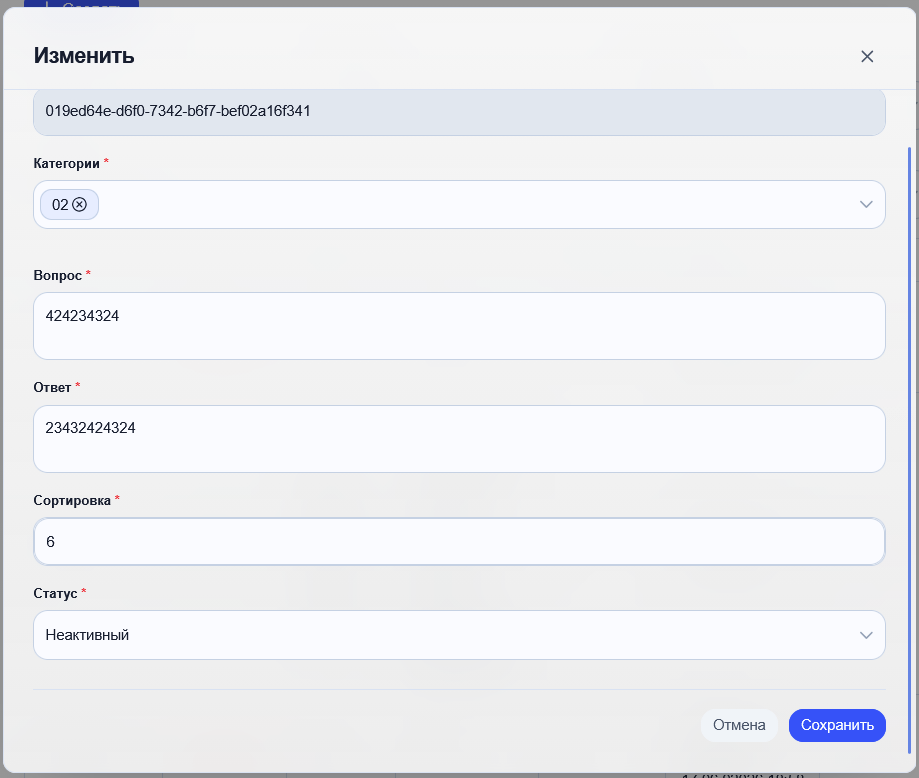 Изменить
019ed64e-d6f0-7342-b6f7-bef02a16f341
Категории *
02
Вопрос *
424234324
Ответ *
23432424324
Сортировка *
6
Статус *
Неактивный
Отмена
Сохранить